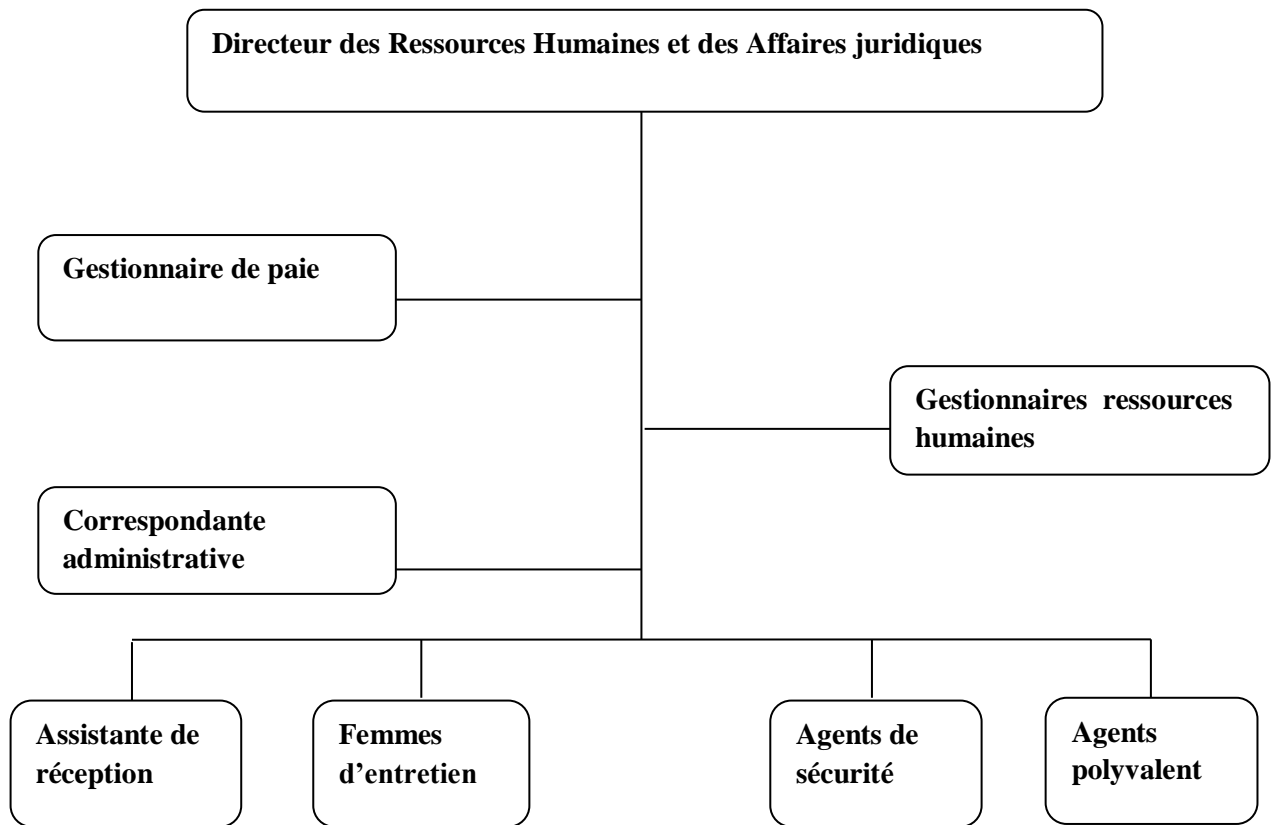 Directeur des Ressources Humaines et des Affaires juridiques
Gestionnaire de paie
Gestionnaires ressources
humaines
Correspondante
administrative
Assistante de
réception
Femmes
d’entretien
Agents de
sécurité
Agents
polyvalent